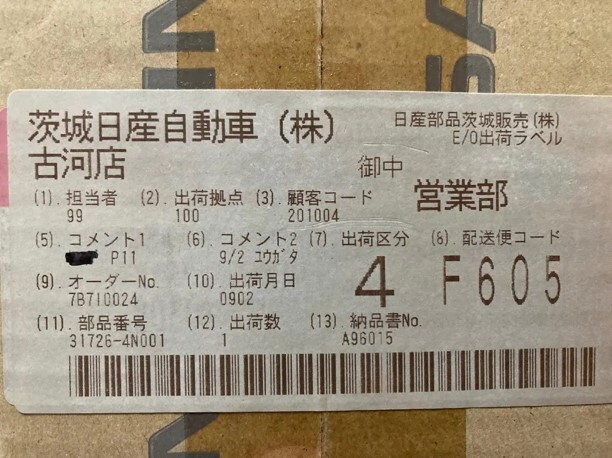 茨城日産自動車（株）
古河店
日産部品茨城販売（株）
E/O出荷ラベル
御中
営業部
(1). 担当者
99
(2). 出荷拠点
100
(3). 顧客コード
201004
(5). コメント1
P11
(6). コメント2
9/2 ﾕｳｶﾞﾀ
(7). 出荷区分
4
(8). 配送便コード
F605
(9). オーダーNo.
7B7I0024
(10). 出荷月日
0902
(11). 部品番号
31726-4N001
(12). 出荷数
1
(13). 納品書No.
A96015